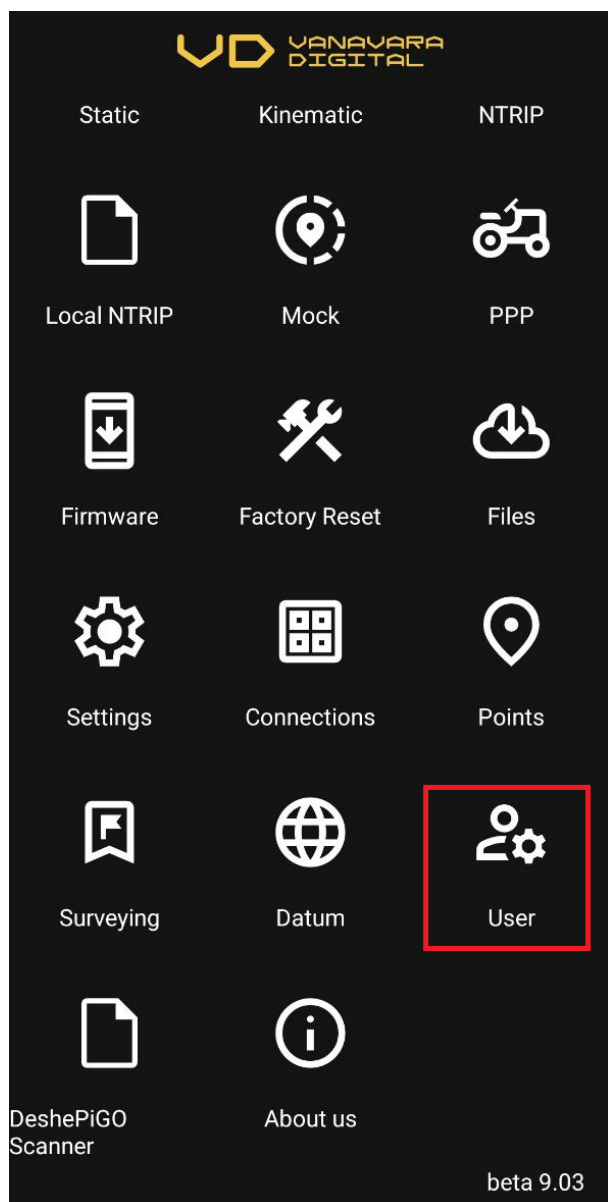 VD VANAVARA
DIGITAL
Static Kinematic NTRIP
Local NTRIP Mock PPP
Firmware Factory Reset Files
Settings Connections Points
Surveying Datum User
DeshePiGO About us
Scanner
beta 9.03